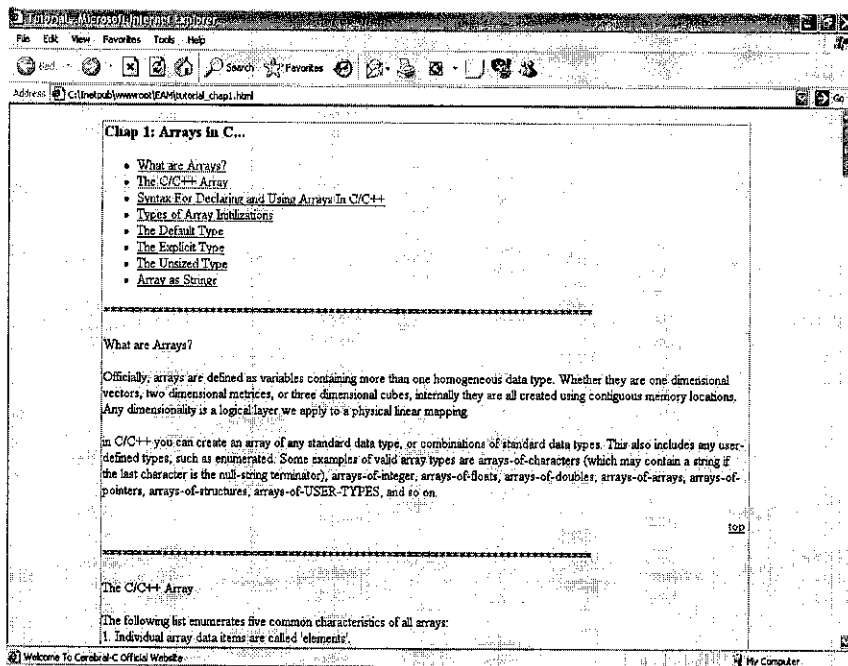 Tutorial - Microsoft Internet Explorer
File Edit View Favorites Tools Help
Search Favorites
Address C:\Inetpub\wwwroot\EAM\tutorial_chap1.html Go
Chap 1: Arrays in C...
• What are Arrays?
• The C/C++ Array
• Syntax For Declaring and Using Arrays In C/C++
• Types of Array Initilizations
• The Default Type
• The Explicit Type
• The Unsized Type
• Array as Strings
What are Arrays?
Officially, arrays are defined as variables containing more than one homogeneous data type. Whether they are one dimensional
vectors, two dimensional metrices, or three dimensional cubes, internally they are all created using contiguous memory locations.
Any dimensionality is a logical layer we apply to a physical linear mapping.
in C/C++ you can create an array of any standard data type, or combinations of standard data types. This also includes any user-
defined types, such as enumerated. Some examples of valid array types are arrays-of-characters (which may contain a string if
the last character is the null-string terminator), arrays-of-integer, arrays-of-floats, arrays-of-doubles, arrays-of-arrays, arrays-of-
pointers, arrays-of-structures, arrays-of-USER-TYPES, and so on.
top
The C/C++ Array
The following list enumerates five common characteristics of all arrays:
1. Individual array data items are called 'elements'.
Welcome To Cerebral-C Official Website My Computer